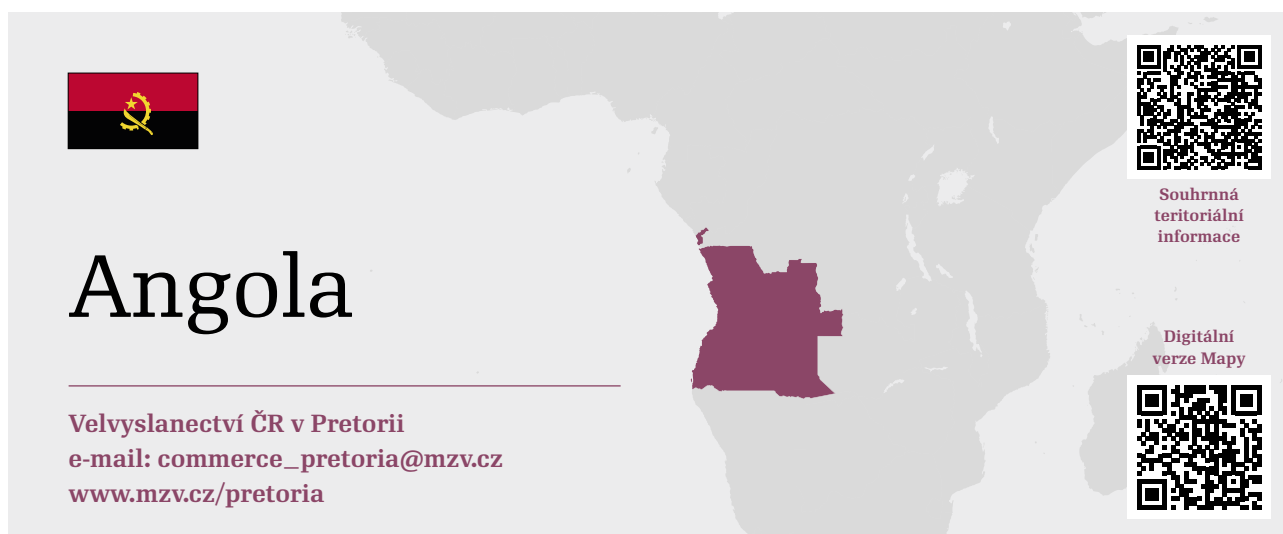 Angola
Velvyslanectví ČR v Pretorii
e-mail: commerce_pretoria@mzv.cz
www.mzv.cz/pretoria
Souhrnná
teritoriální
informace
Digitální
verze Mapy